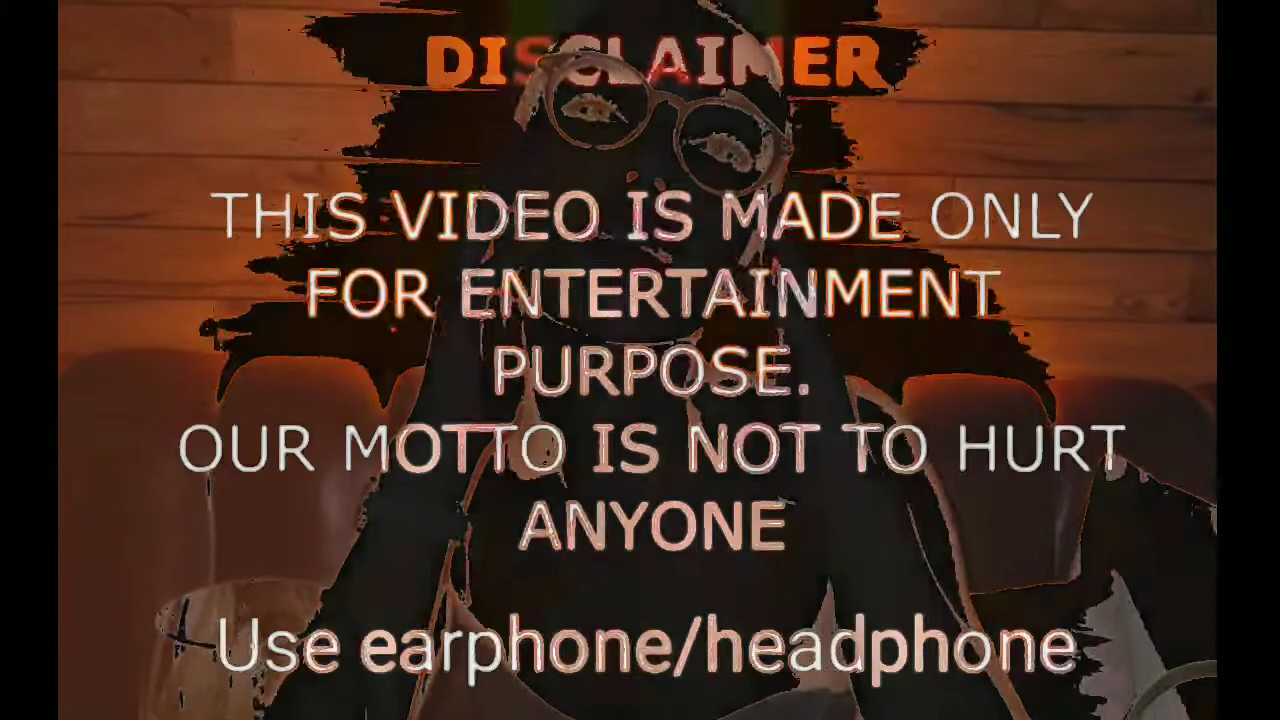 DISCLAIMER
THIS VIDEO IS MADE ONLY
FOR ENTERTAINMENT
PURPOSE.
OUR MOTTO IS NOT TO HURT
ANYONE
Use earphone/headphone